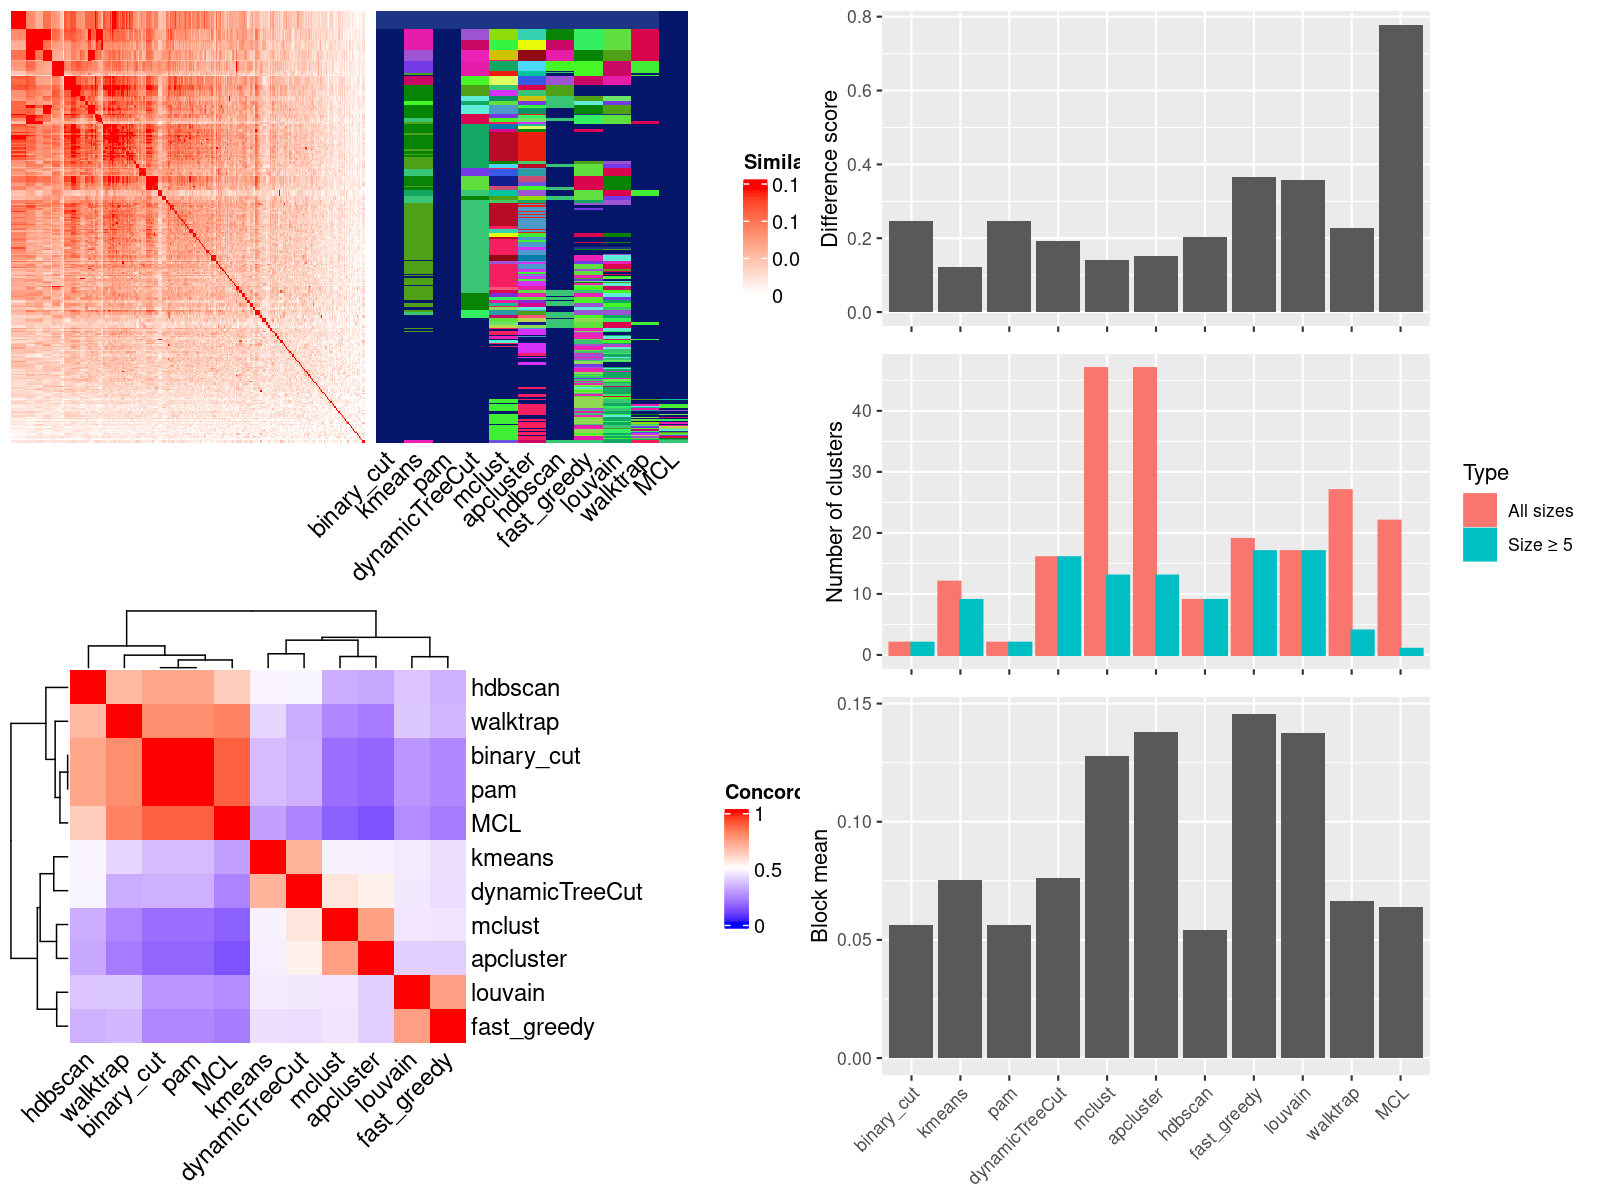 Simila
0.1
0.1
0.0
0
binary_cut
kmeans
pam
dynamicTreeCut
mclust
apcluster
hdbscan
fast_greedy
louvain
walktrap
MCL
hdbscan
walktrap
binary_cut
pam
MCL
kmeans
dynamicTreeCut
mclust
apcluster
louvain
fast_greedy
hdbscan
walktrap
binary_cut
pam
MCL
kmeans
dynamicTreeCut
mclust
apcluster
louvain
fast_greedy
Concord
1
0.5
0
Difference score
0.8
0.6
0.4
0.2
0.0
Number of clusters
40
30
20
10
0
Type
All sizes
Size ≥ 5
Block mean
0.15
0.10
0.05
0.00
binary_cut
kmeans
pam
dynamicTreeCut
mclust
apcluster
hdbscan
fast_greedy
louvain
walktrap
MCL